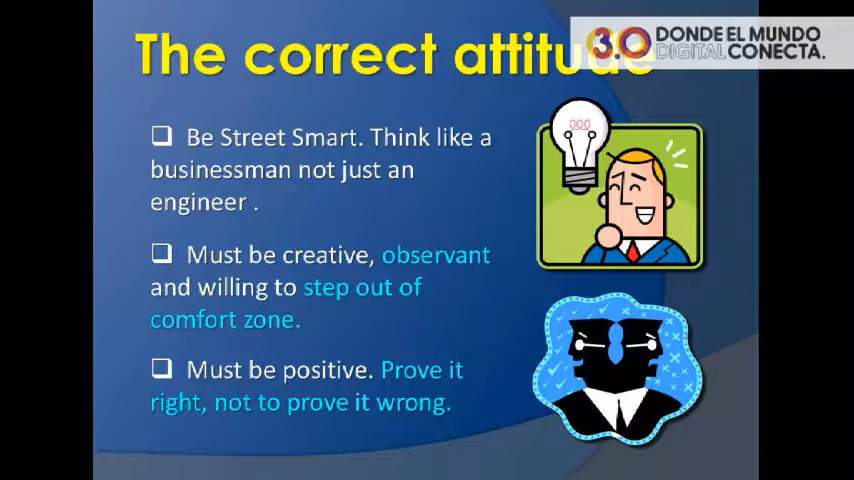 The correct attitude
3.0 DONDE EL MUNDO
DIGITAL CONECTA.
Be Street Smart. Think like a
businessman not just an
engineer .
Must be creative, observant
and willing to step out of
comfort zone.
Must be positive. Prove it
right, not to prove it wrong.